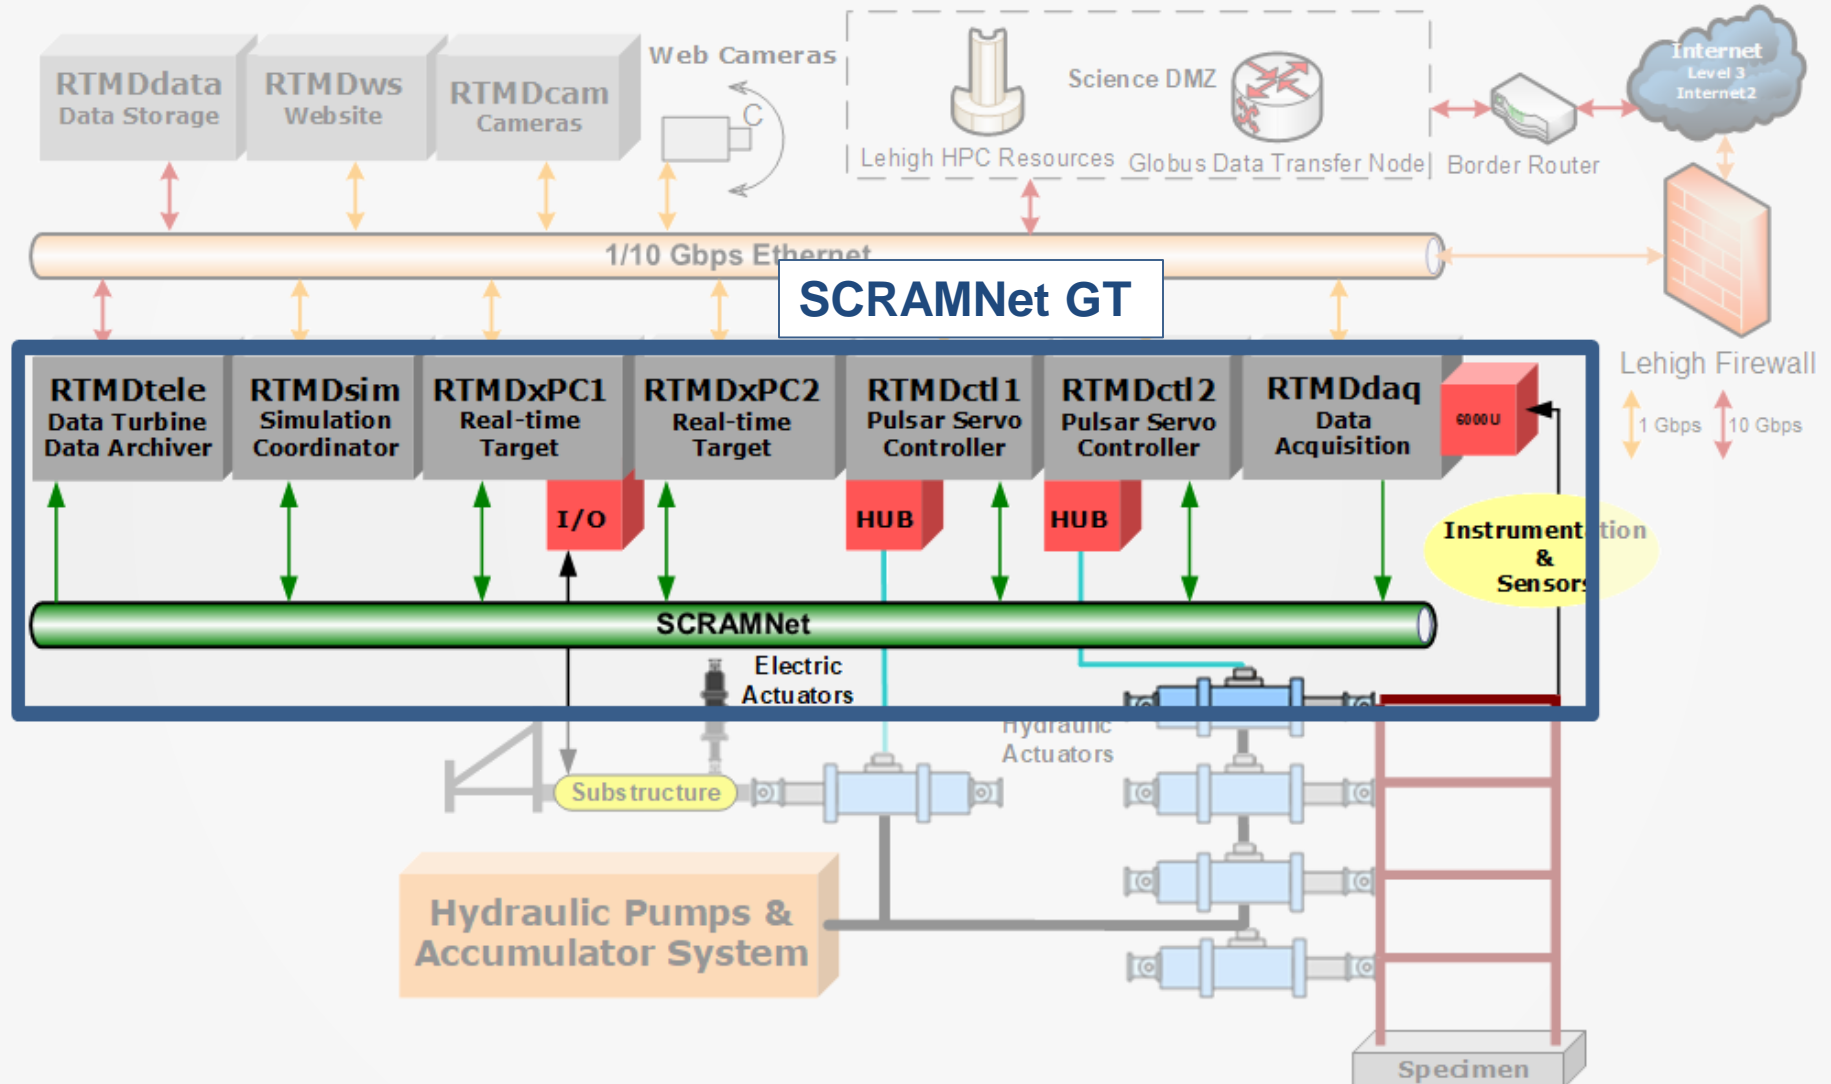 RTMDdata
Data Storage
RTMDws
Website
RTMDcam
Cameras
Web Cameras
C
Science DMZ
Lehigh HPC Resources
Globus Data Transfer Node
Border Router
Internet
Level 3
Internet2
1/10 Gbps Ethernet
SCRAMNet GT
Lehigh Firewall
1 Gbps
10 Gbps
RTMDtele
Data Turbine
Data Archiver
RTMDsim
Simulation
Coordinator
RTMDxPC1
Real-time
Target
RTMDxPC2
Real-time
Target
RTMDctl1
Pulsar Servo
Controller
RTMDctl2
Pulsar Servo
Controller
RTMDdaq
Data
Acquisition
6000U
I/O
HUB
HUB
Instrumentation
&
Sensors
SCRAMNet
Electric
Actuators
Hydraulic
Actuators
Substructure
Hydraulic Pumps &
Accumulator System
Specimen